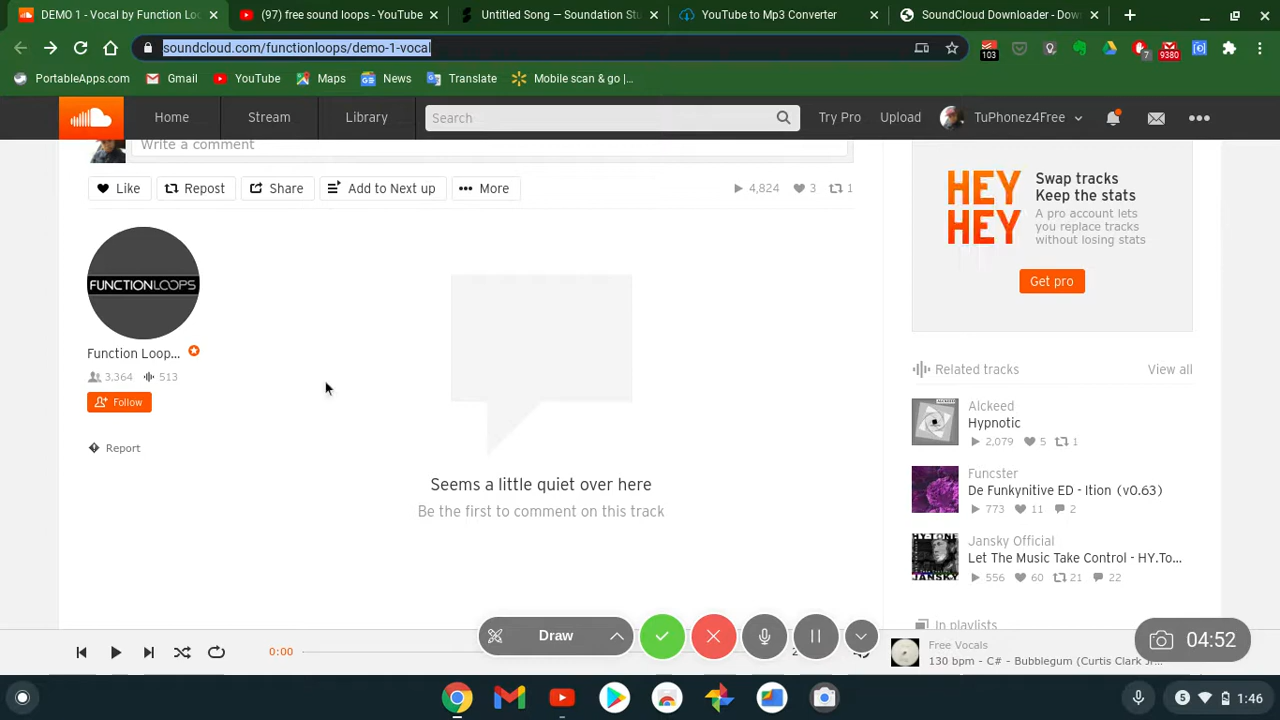 DEMO 1 - Vocal by Function Lo
(97) free sound loops - YouTube
Untitled Song — Soundation Stu
YouTube to Mp3 Converter
SoundCloud Downloader - Dow
soundcloud.com/functionloops/demo-1-vocal
103
7
9380
PortableApps.com
Gmail
YouTube
Maps
News
Translate
Mobile scan & go |...
Home
Stream
Library
Search
Try Pro
Upload
TuPhonez4Free
Write a comment
Like
Repost
Share
Add to Next up
More
4,824
3
1
FUNCTIONLOOPS
Function Loop...
3,364
513
Follow
Report
Seems a little quiet over here
Be the first to comment on this track
HEY
HEY
Swap tracks
Keep the stats
A pro account lets
you replace tracks
without losing stats
Get pro
Related tracks
View all
Alckeed
Hypnotic
2,079
5
1
Funcster
De Funkynitive ED - Ition (v0.63)
773
11
2
Jansky Official
Let The Music Take Control - HY.To...
556
60
21
22
In playlists
Draw
04:52
0:00
Free Vocals
130 bpm - C# - Bubblegum (Curtis Clark Jr...
5
1:46